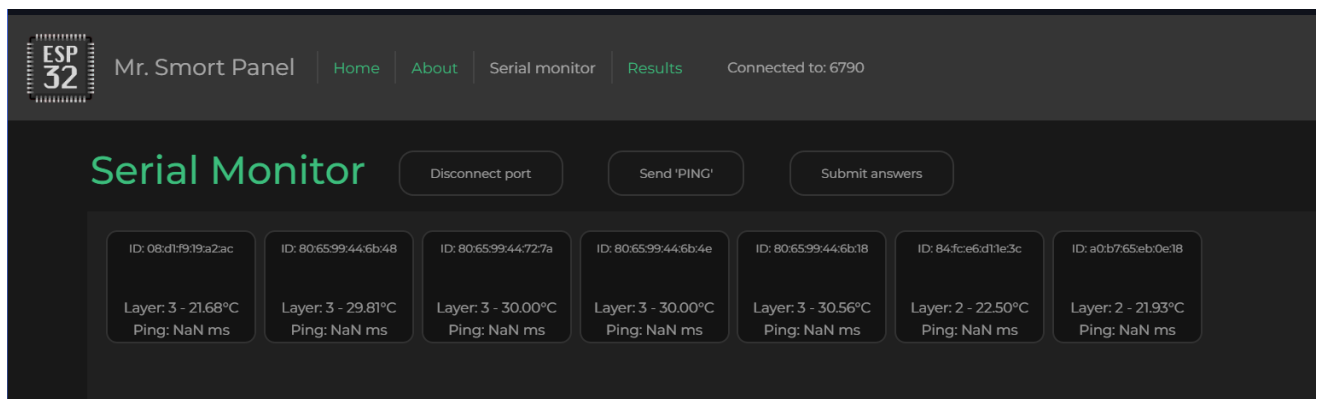 ESP
32
Mr. Smort Panel
Home
About
Serial monitor
Results
Connected to: 6790
Serial Monitor
Disconnect port
Send 'PING'
Submit answers
ID: 08:d1:f9:19:a2:ac
Layer: 3 - 21.68°C
Ping: NaN ms
ID: 80:65:99:44:6b:48
Layer: 3 - 29.81°C
Ping: NaN ms
ID: 80:65:99:44:72:7a
Layer: 3 - 30.00°C
Ping: NaN ms
ID: 80:65:99:44:6b:4e
Layer: 3 - 30.00°C
Ping: NaN ms
ID: 80:65:99:44:6b:18
Layer: 3 - 30.56°C
Ping: NaN ms
ID: 84:fc:e6:d1:1e:3c
Layer: 2 - 22.50°C
Ping: NaN ms
ID: a0:b7:65:eb:0e:18
Layer: 2 - 21.93°C
Ping: NaN ms